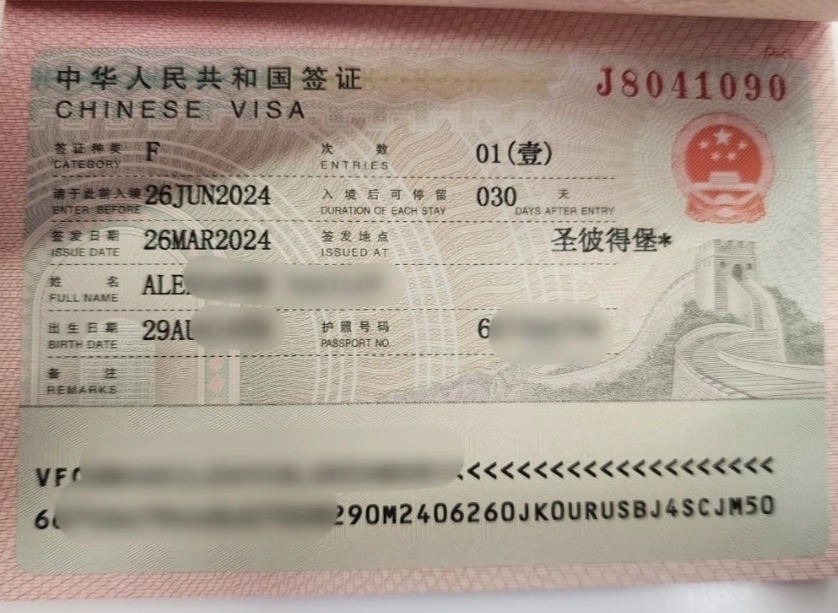 中华人民共和国签证
CHINESE VISA
J8041090
签证种类 CATEGORY F 次数 ENTRIES 01(壹)
请于此前入境 ENTER BEFORE 26JUN2024 入境后可停留 DURATION OF EACH STAY 030 天 DAYS AFTER ENTRY
签发日期 ISSUE DATE 26MAR2024 签发地点 ISSUED AT 圣彼得堡*
姓名 FULL NAME ALE
出生日期 BIRTH DATE 29AU 护照号码 PASSPORT NO. 6
备注 REMARKS
VF <<<<<<<<<<<<<<<<<<<<<
6 290M2406260JK0URUSBJ4SCJM50